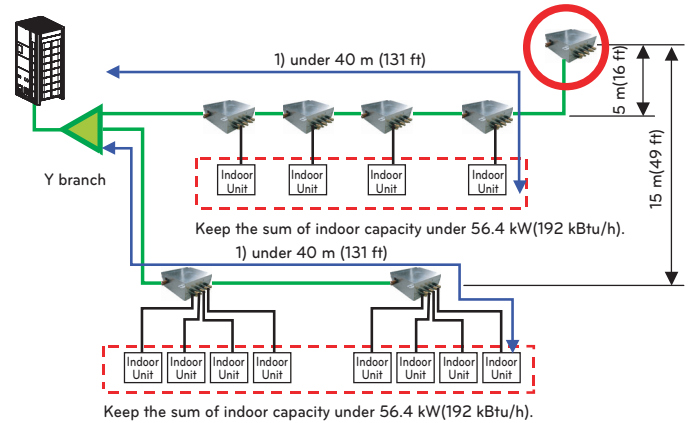 1) under 40 m (131 ft)
5 m(16 ft)
15 m(49 ft)
Y branch
Indoor
Unit
Indoor
Unit
Indoor
Unit
Indoor
Unit
Keep the sum of indoor capacity under 56.4 kW(192 kBtu/h).
1) under 40 m (131 ft)
Indoor
Unit
Indoor
Unit
Indoor
Unit
Indoor
Unit
Indoor
Unit
Indoor
Unit
Indoor
Unit
Indoor
Unit
Keep the sum of indoor capacity under 56.4 kW(192 kBtu/h).